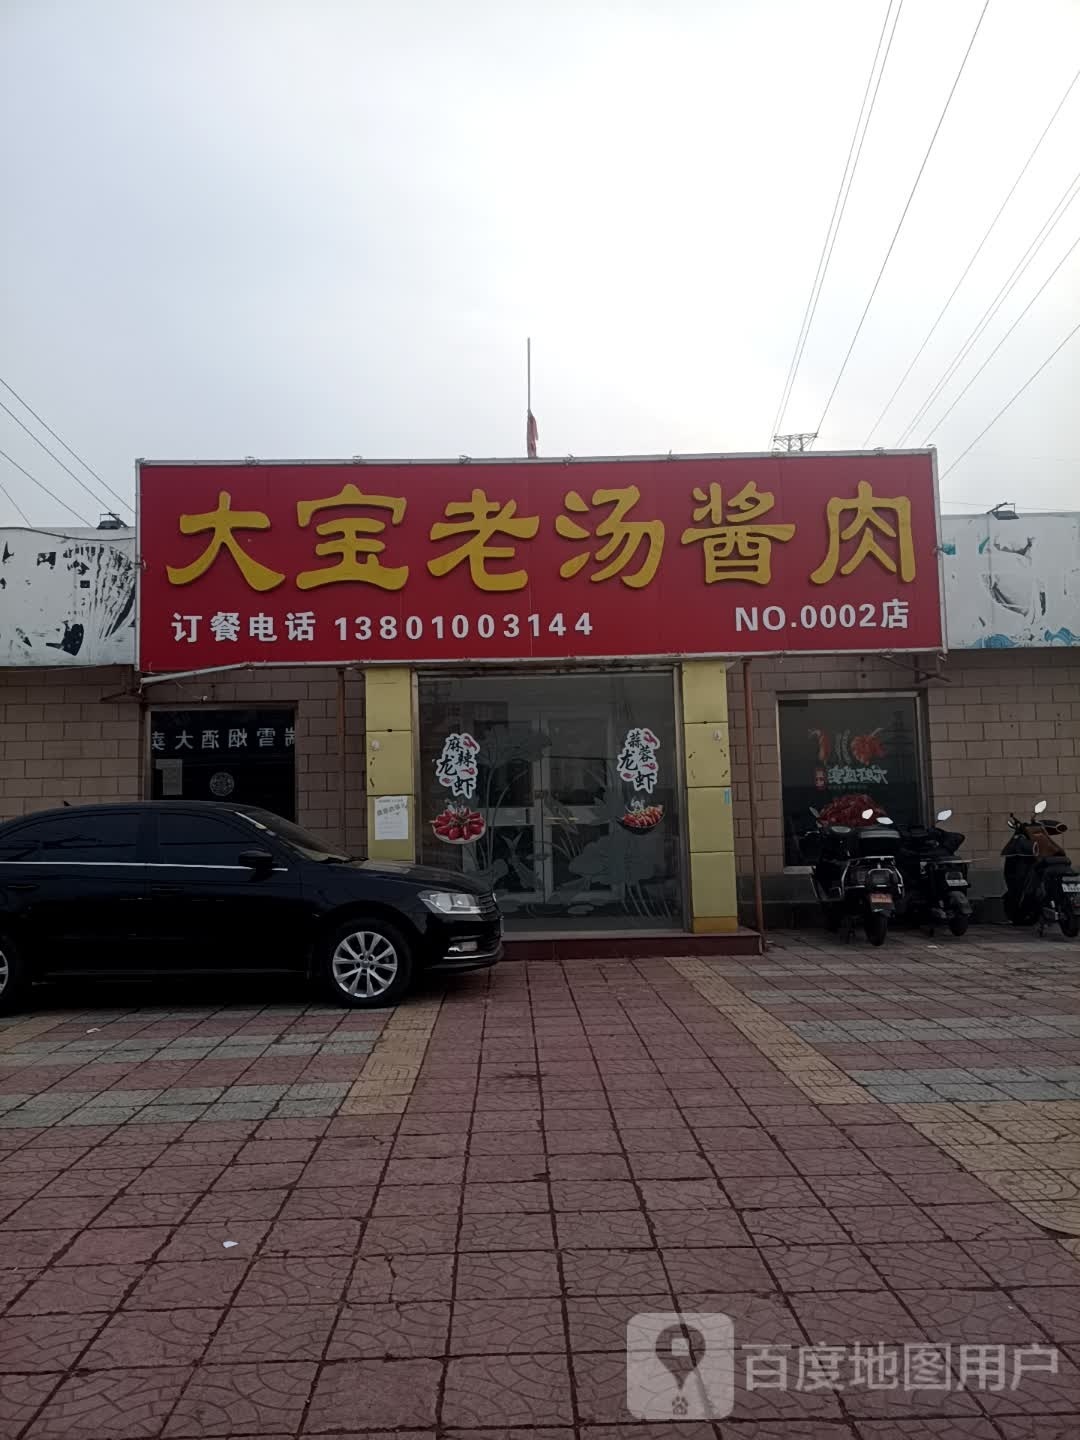 大宝老汤酱肉
订餐电话 13801003144
NO.0002店
麻辣
龙虾
蒜蓉
龙虾
百度地图用户